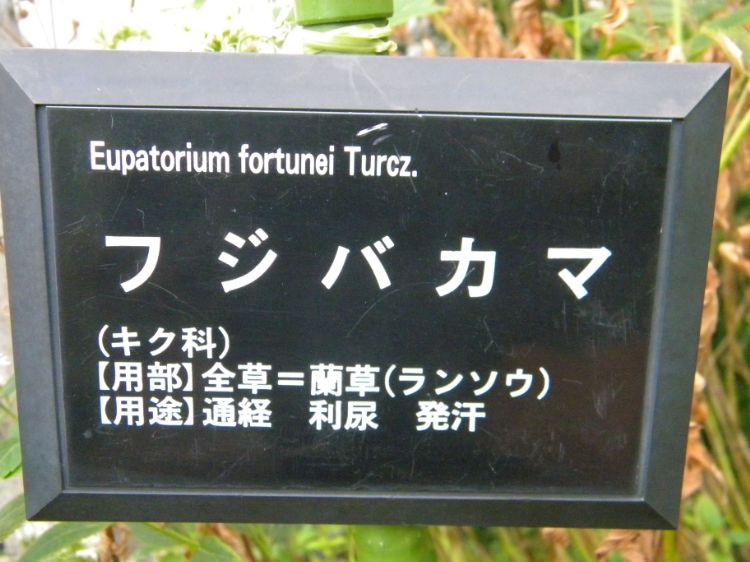 Eupatorium fortunei Turcz.
フジバカマ
(キク科)
【用部】全草＝蘭草(ランソウ)
【用途】通経　利尿　発汗